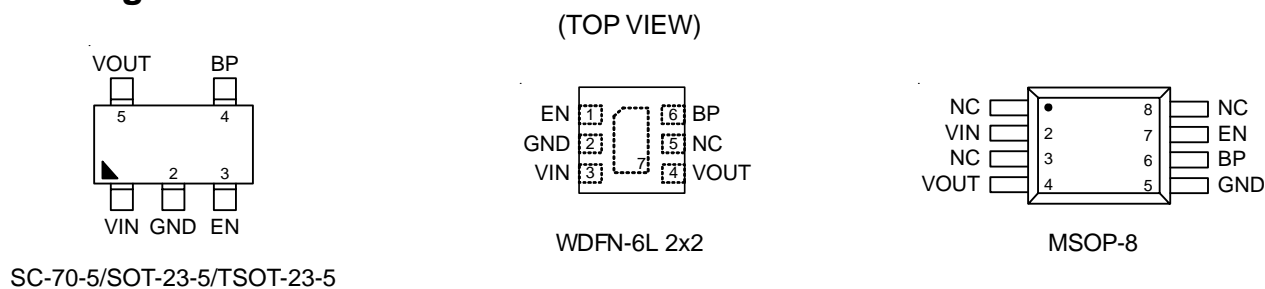 (TOP VIEW)
VOUT BP
5 4
2 3
VIN GND EN
SC-70-5/SOT-23-5/TSOT-23-5
EN 1 6 BP
GND 2 5 NC
VIN 3 7 4 VOUT
WDFN-6L 2x2
NC 8 NC
VIN 2 7 EN
NC 3 6 BP
VOUT 4 5 GND
MSOP-8